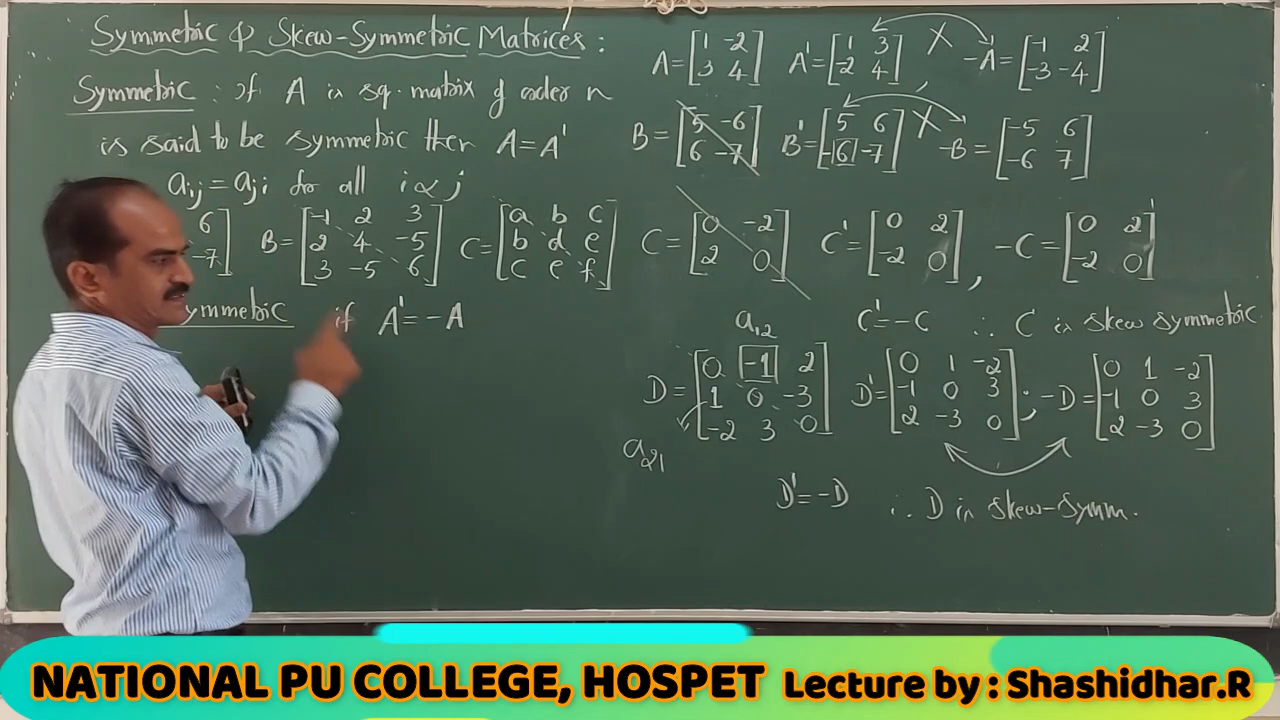 Symmetric & Skew-Symmetric Matrices :
Symmetric : If A is sq. matrix of order n
is said to be symmetric then A = A'
aij = aji for all i & j
6
-7] B = [-1 2 3
2 4 -5
3 -5 6] C = [a b c
b d e
c e f]
ymmetric if A' = -A
A = [1 -2
3 4] A' = [1 3
-2 4] , X -A = [-1 2
-3 -4]
B = [5 -6
6 -7] B' = [5 6
-6 -7] X -B = [-5 6
-6 7]
C = [0 -2
2 0] C' = [0 2
-2 0] , -C = [0 2
-2 0]'
C' = -C ∴ C is skew symmetric
a12
D = [0 -1 2
1 0 -3
-2 3 0] D' = [0 1 -2
-1 0 3
2 -3 0] ; -D = [0 1 -2
-1 0 3
2 -3 0]
a21
D' = -D ∴ D is skew-symm.
NATIONAL PU COLLEGE, HOSPET Lecture by : Shashidhar.R